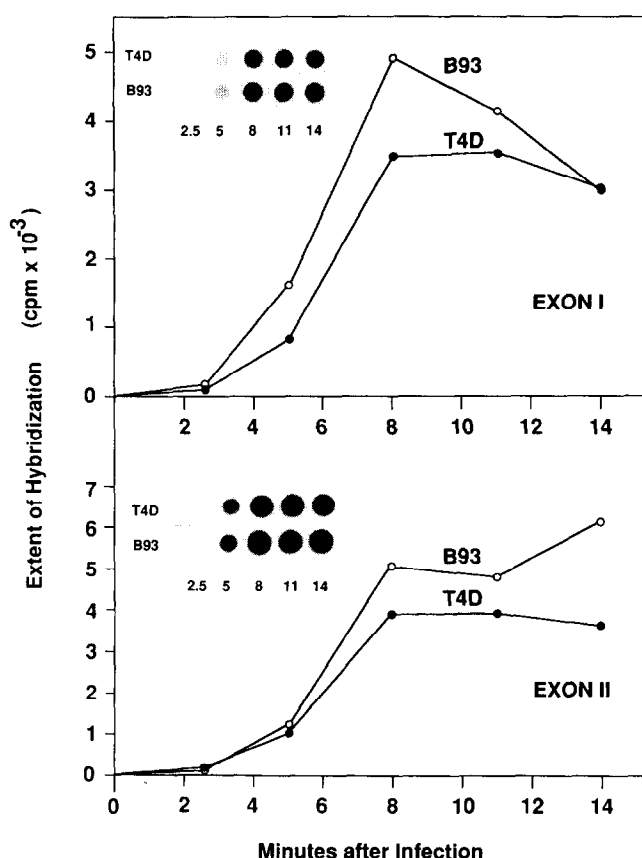 Extent of Hybridization (cpm x 10-3)
5
4
3
2
1
0
T4D
B93
2.5 5 8 11 14
B93
T4D
EXON I
2 4 6 8 10 12 14
7
6
5
4
3
2
1
0
T4D
B93
2.5 5 8 11 14
B93
T4D
EXON II
0 2 4 6 8 10 12 14
Minutes after Infection